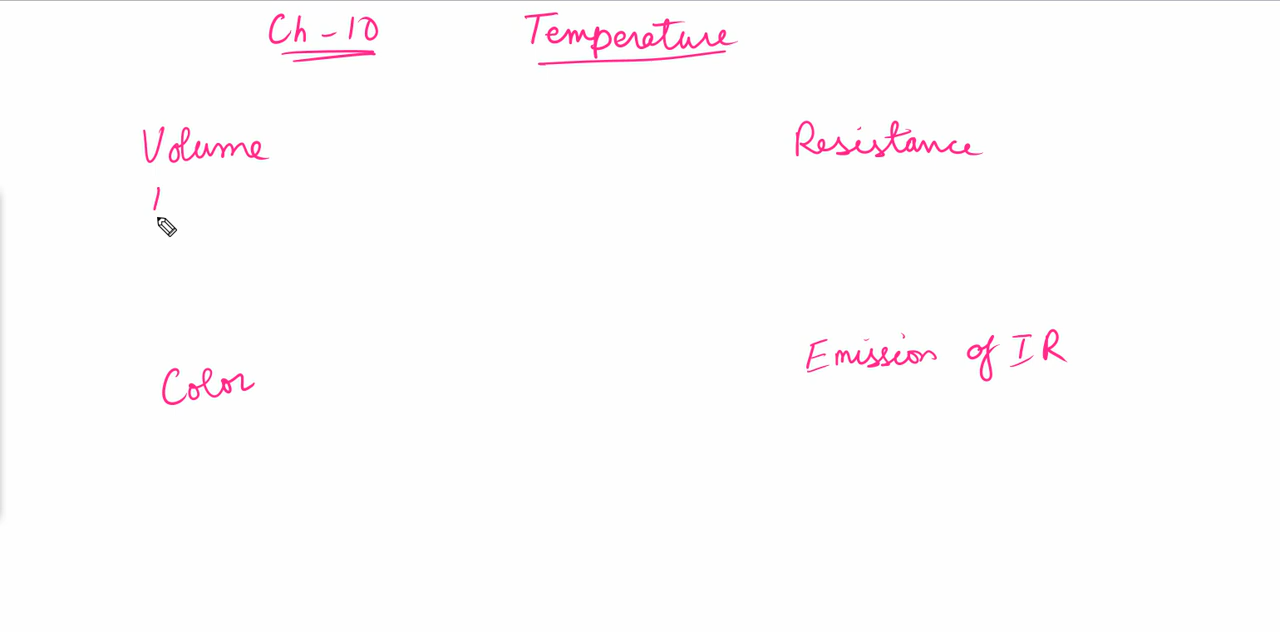 Ch - 10 Temperature
Volume Resistance
Emission of IR
Color